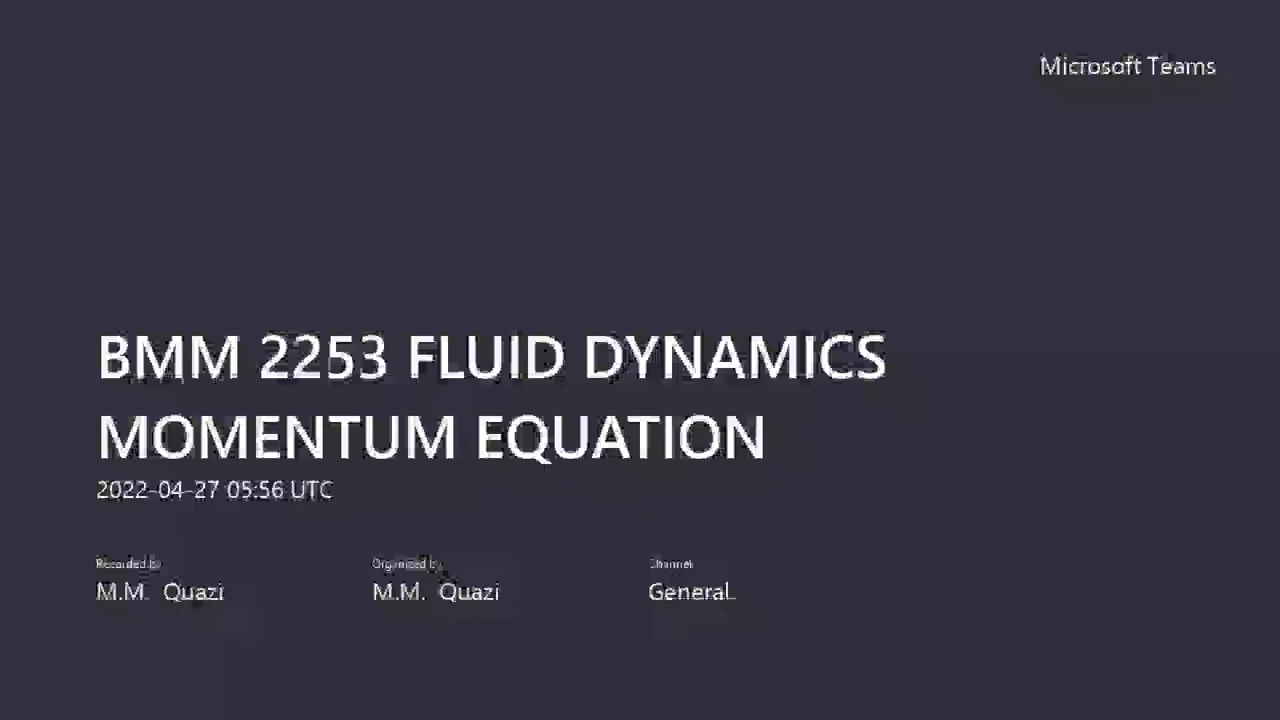 Microsoft Teams
BMM 2253 FLUID DYNAMICS
MOMENTUM EQUATION
2022-04-27 05:56 UTC
Recorded by
Organized by
Channel
M.M. Quazi
M.M. Quazi
General